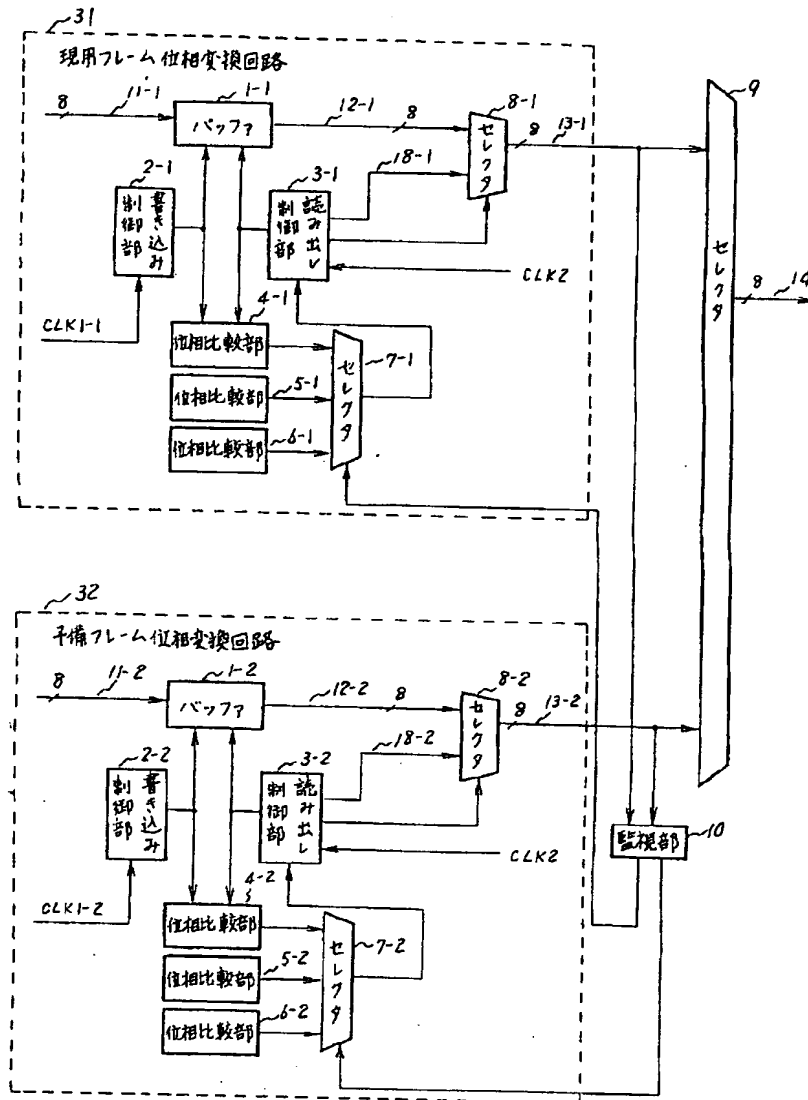 31
現用フレーム位相変換回路
8
11-1
1-1
バッファ
12-1
8
8-1
セレクタ
8
13-1
9
セレクタ
8
14
2-1
書き込み
制御部
3-1
読み出し
制御部
18-1
CLK2
CLK1-1
4-1
位相比較部
5-1
位相比較部
6-1
位相比較部
7-1
セレクタ
32
予備フレーム位相変換回路
8
11-2
1-2
バッファ
12-2
8
8-2
セレクタ
8
13-2
2-2
書き込み
制御部
3-2
読み出し
制御部
18-2
CLK2
10
監視部
CLK1-2
4-2
位相比較部
5-2
位相比較部
6-2
位相比較部
7-2
セレクタ